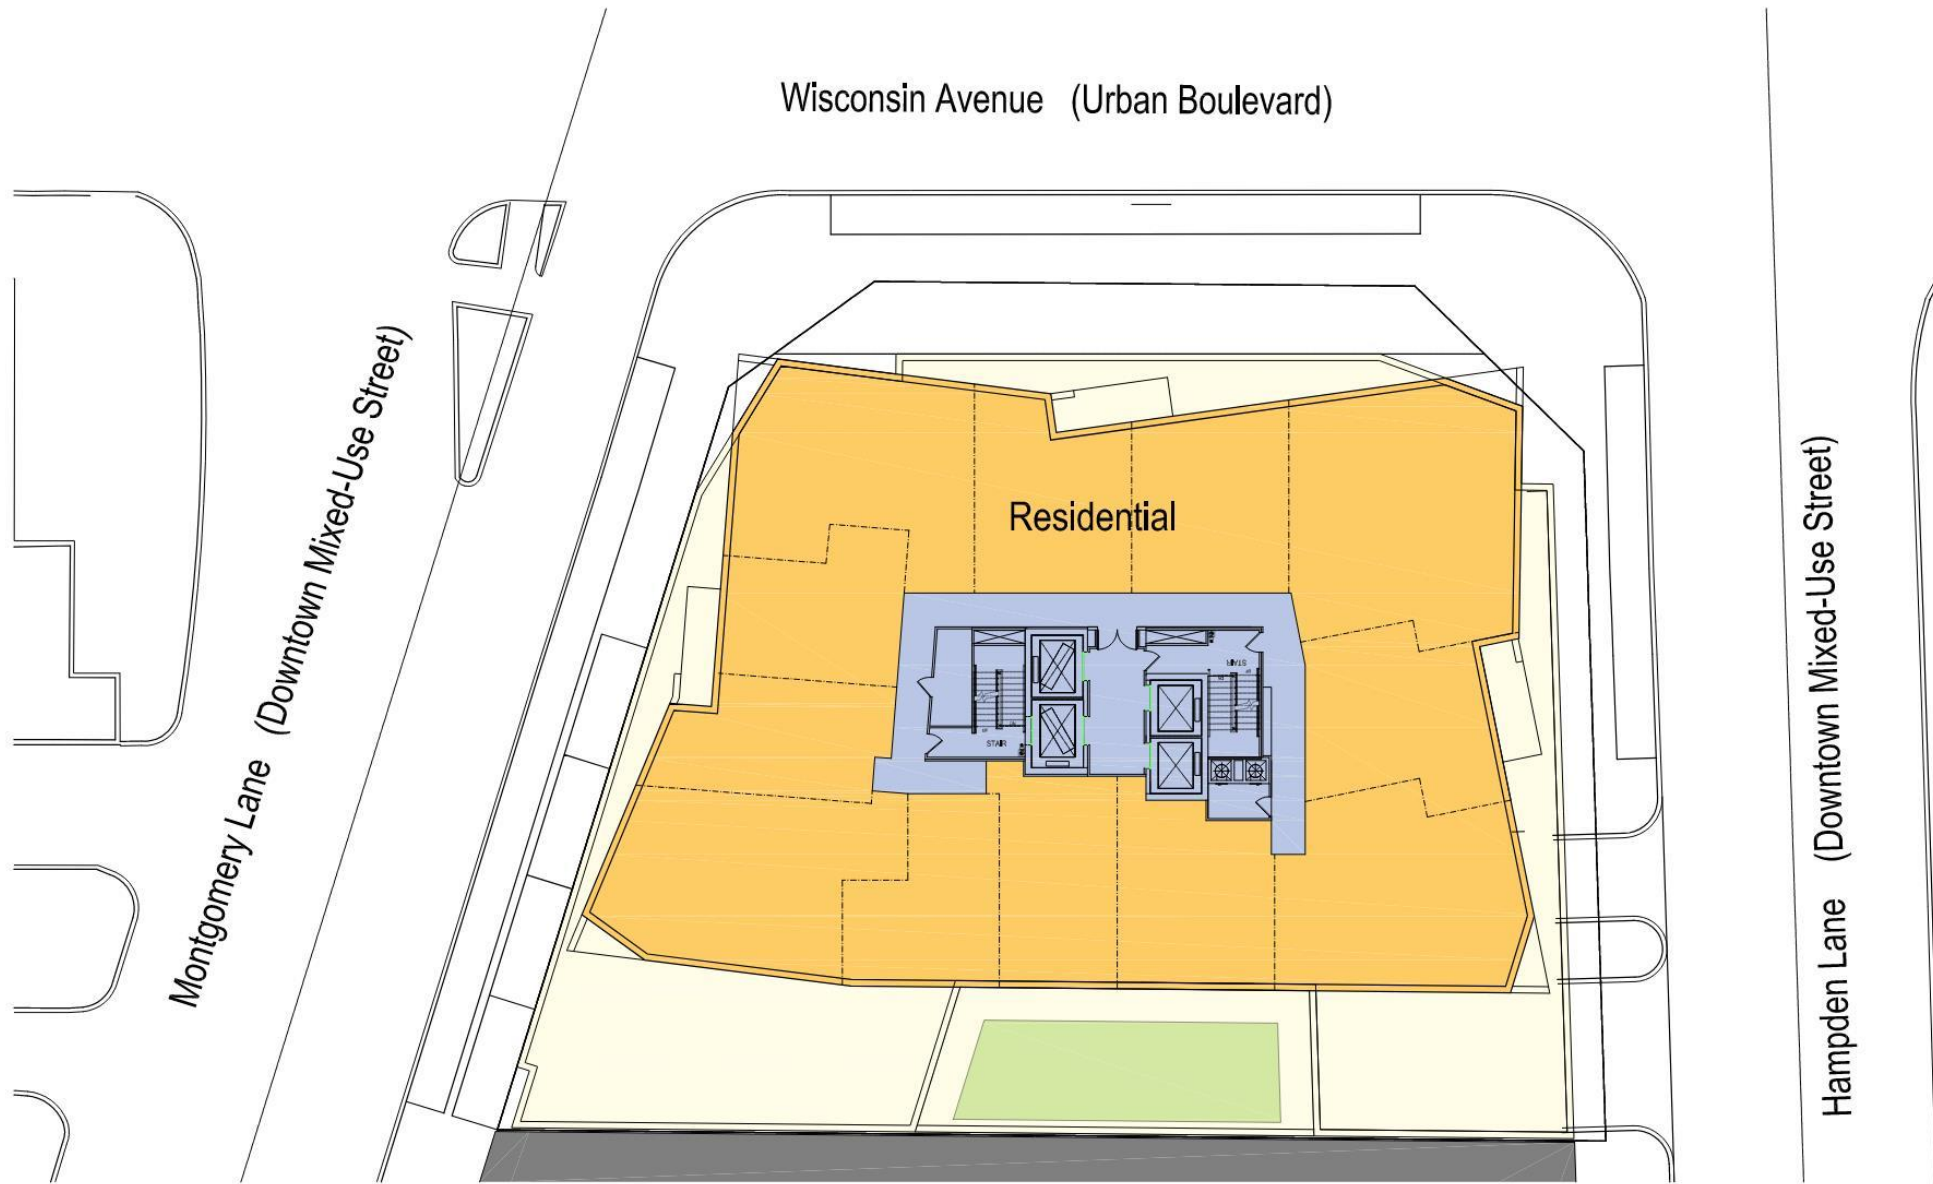 Wisconsin Avenue (Urban Boulevard)
Montgomery Lane (Downtown Mixed-Use Street)
Residential
Hampden Lane (Downtown Mixed-Use Street)
STAIR
STAIR